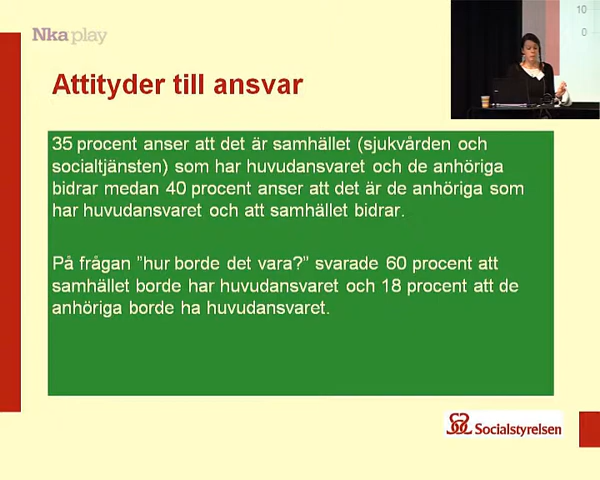 Nka play
10
0
Attityder till ansvar
35 procent anser att det är samhället (sjukvården och
socialtjänsten) som har huvudansvaret och de anhöriga
bidrar medan 40 procent anser att det är de anhöriga som
har huvudansvaret och att samhället bidrar.
På frågan ”hur borde det vara?” svarade 60 procent att
samhället borde har huvudansvaret och 18 procent att de
anhöriga borde ha huvudansvaret.
Socialstyrelsen